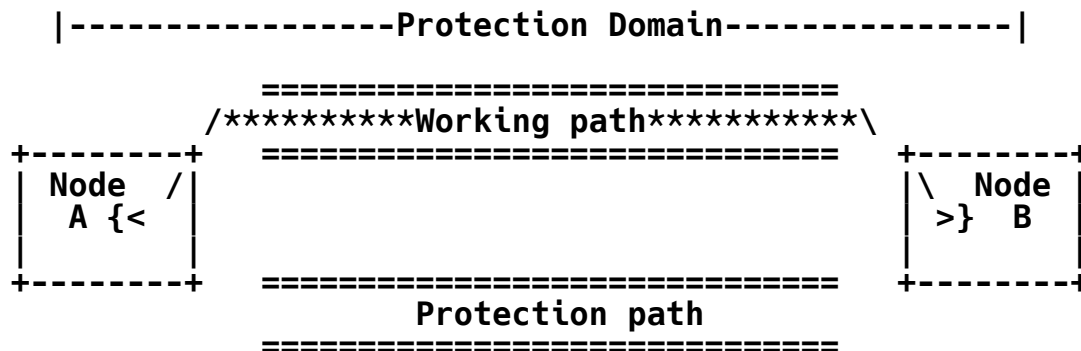 |-----------------Protection Domain---------------|
==============================
/**********Working path***********\
+--------+ ============================== +--------+
| Node /| |\ Node |
| A {< | | >} B |
| | | |
+--------+ ============================== +--------+
Protection path
==============================